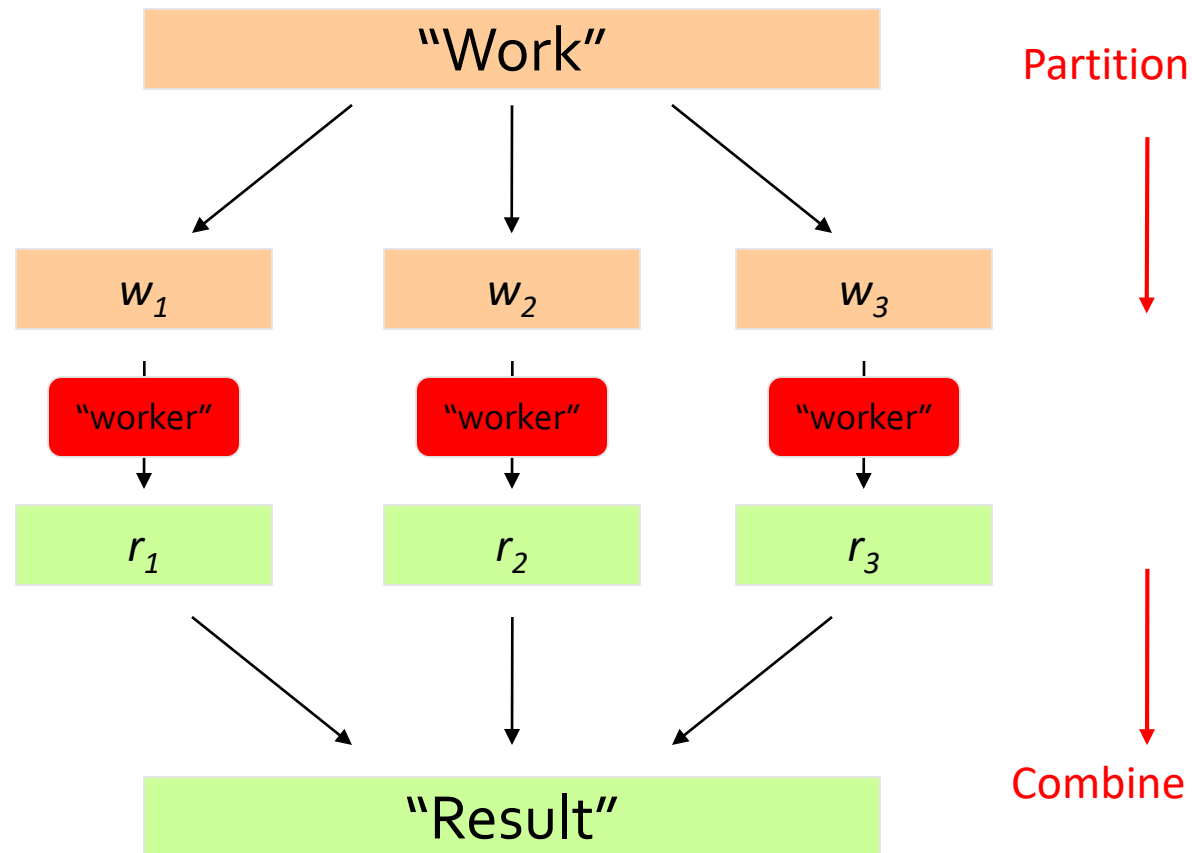 “Work”
Partition
w₁ w₂ w₃
“worker” “worker” “worker”
r₁ r₂ r₃
Combine
“Result”